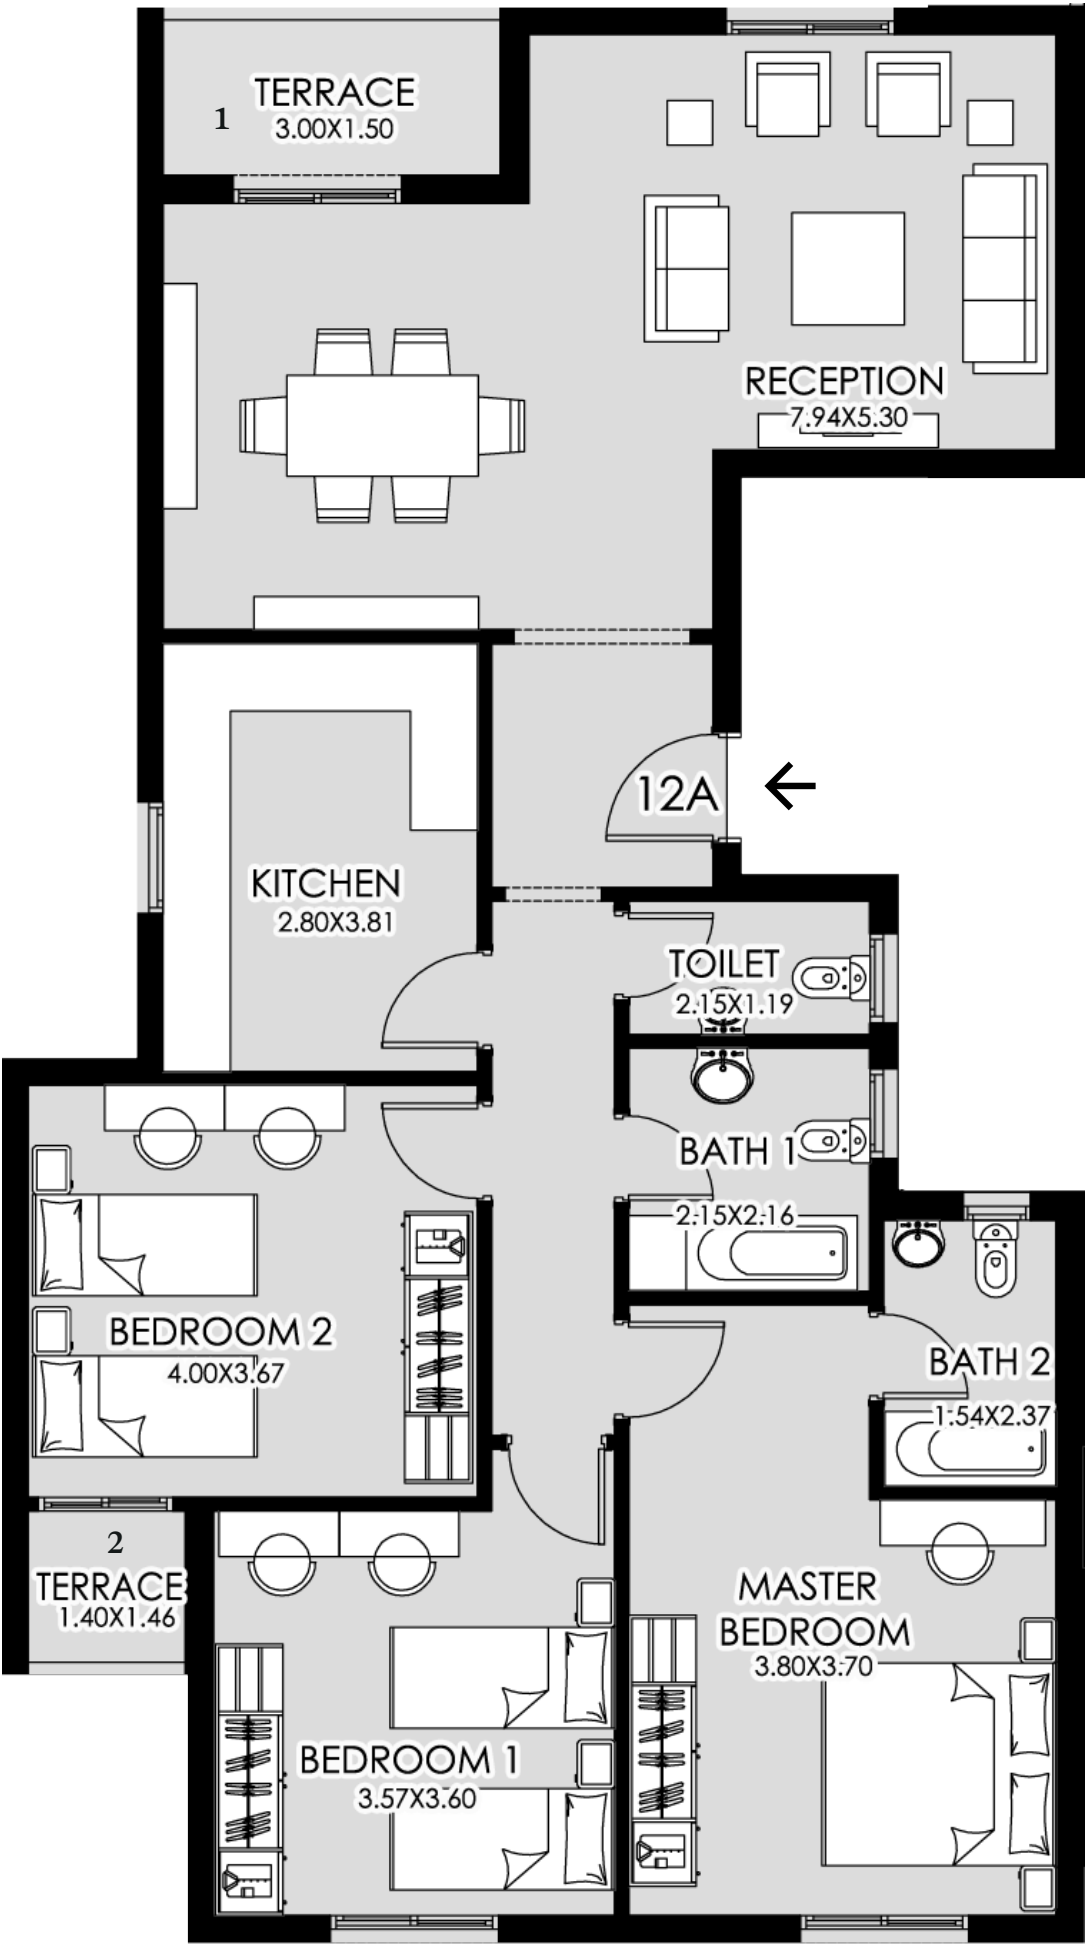 1
TERRACE
3.00X1.50
RECEPTION
7.94X5.30
12A
KITCHEN
2.80X3.81
TOILET
2.15X1.19
BATH 1
2.15X2.16
BEDROOM 2
4.00X3.67
BATH 2
1.54X2.37
2
TERRACE
1.40X1.46
MASTER
BEDROOM
3.80X3.70
BEDROOM 1
3.57X3.60